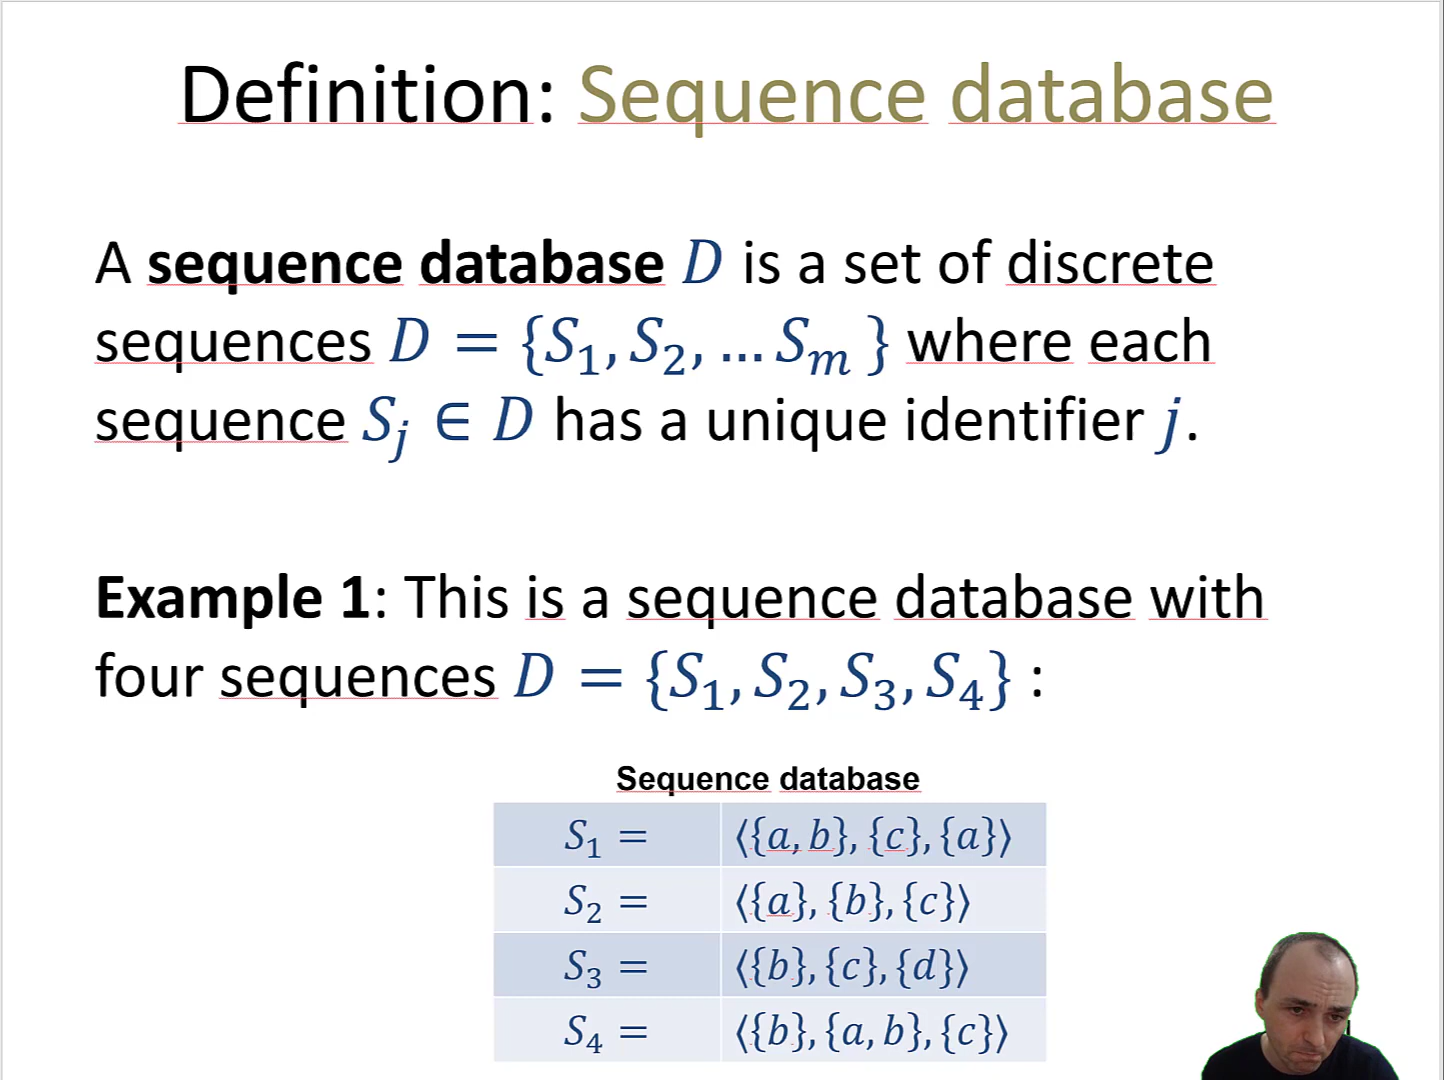 Definition: Sequence database
A sequence database D is a set of discrete
sequences D = {S₁, S₂, … Sₘ } where each
sequence Sⱼ ∈ D has a unique identifier j.
Example 1: This is a sequence database with
four sequences D = {S₁, S₂, S₃, S₄} :
Sequence database
S₁ = ⟨{a, b}, {c}, {a}⟩
S₂ = ⟨{a}, {b}, {c}⟩
S₃ = ⟨{b}, {c}, {d}⟩
S₄ = ⟨{b}, {a, b}, {c}⟩